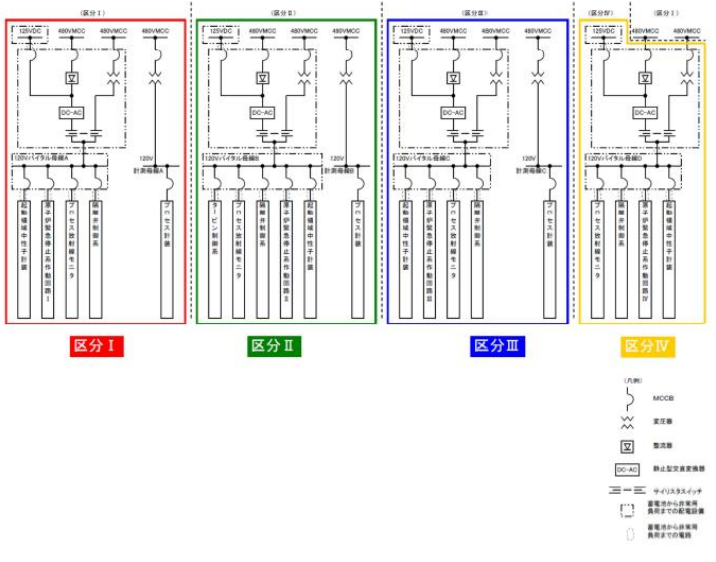 (区分Ⅰ)
(区分Ⅱ)
(区分Ⅲ)
(区分Ⅳ)
(区分Ⅰ)
125VDC
480VMCC
480VMCC
480VMCC
125VDC
480VMCC
480VMCC
480VMCC
125VDC
480VMCC
480VMCC
480VMCC
125VDC
480VMCC
480VMCC
DC-AC
DC-AC
DC-AC
DC-AC
120Vバイタル母線A
120V
計測母線A
120Vバイタル母線B
120V
計測母線B
120Vバイタル母線C
120V
計測母線C
120Vバイタル母線D
起動領域中性子計装
原子炉緊急停止系作動回路Ⅰ
プロセス放射線モニタ
隔離弁制御系
プロセス計装
タービン制御系
プロセス放射線モニタ
隔離弁制御系
原子炉緊急停止系作動回路Ⅱ
起動領域中性子計装
プロセス計装
起動領域中性子計装
原子炉緊急停止系作動回路Ⅲ
プロセス放射線モニタ
隔離弁制御系
プロセス計装
プロセス放射線モニタ
隔離弁制御系
原子炉緊急停止系作動回路Ⅳ
起動領域中性子計装
区分Ⅰ
区分Ⅱ
区分Ⅲ
区分Ⅳ
(凡例)
MCCB
変圧器
整流器
DC-AC
静止型交直変換器
サイリスタスイッチ
蓄電池から非常用
負荷までの配電設備
蓄電池から非常用
負荷までの電路